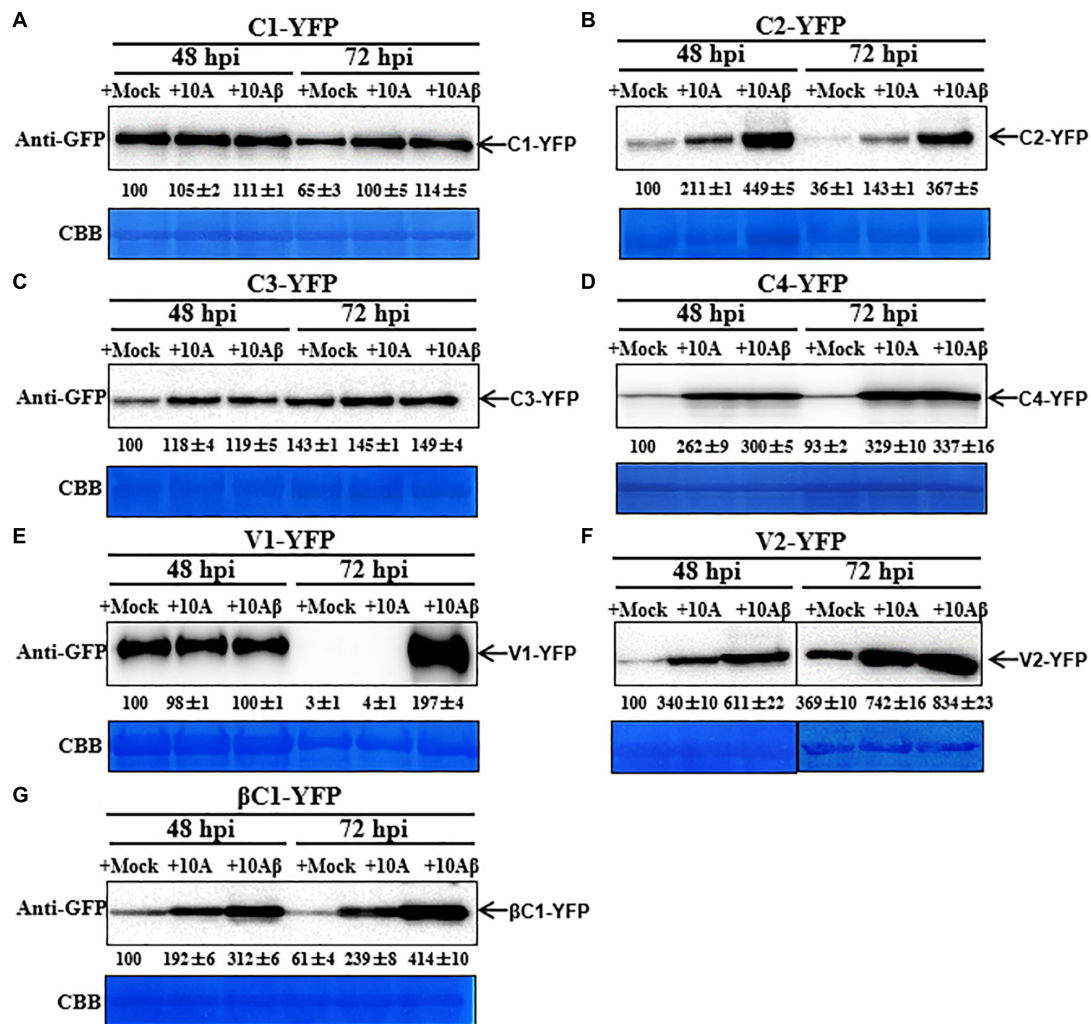 A
C1-YFP
48 hpi 72 hpi
+Mock +10A +10Aβ +Mock +10A +10Aβ
Anti-GFP
C1-YFP
100 105±2 111±1 65±3 100±5 114±5
CBB
B
C2-YFP
48 hpi 72 hpi
+Mock +10A +10Aβ +Mock +10A +10Aβ
C2-YFP
100 211±1 449±5 36±1 143±1 367±5
C
C3-YFP
48 hpi 72 hpi
+Mock +10A +10Aβ +Mock +10A +10Aβ
Anti-GFP
C3-YFP
100 118±4 119±5 143±1 145±1 149±4
CBB
D
C4-YFP
48 hpi 72 hpi
+Mock +10A +10Aβ +Mock +10A +10Aβ
C4-YFP
100 262±9 300±5 93±2 329±10 337±16
E
V1-YFP
48 hpi 72 hpi
+Mock +10A +10Aβ +Mock +10A +10Aβ
Anti-GFP
V1-YFP
100 98±1 100±1 3±1 4±1 197±4
CBB
F
V2-YFP
48 hpi 72 hpi
+Mock +10A +10Aβ +Mock +10A +10Aβ
V2-YFP
100 340±10 611±22 369±10 742±16 834±23
G
βC1-YFP
48 hpi 72 hpi
+Mock +10A +10Aβ +Mock +10A +10Aβ
Anti-GFP
βC1-YFP
100 192±6 312±6 61±4 239±8 414±10
CBB